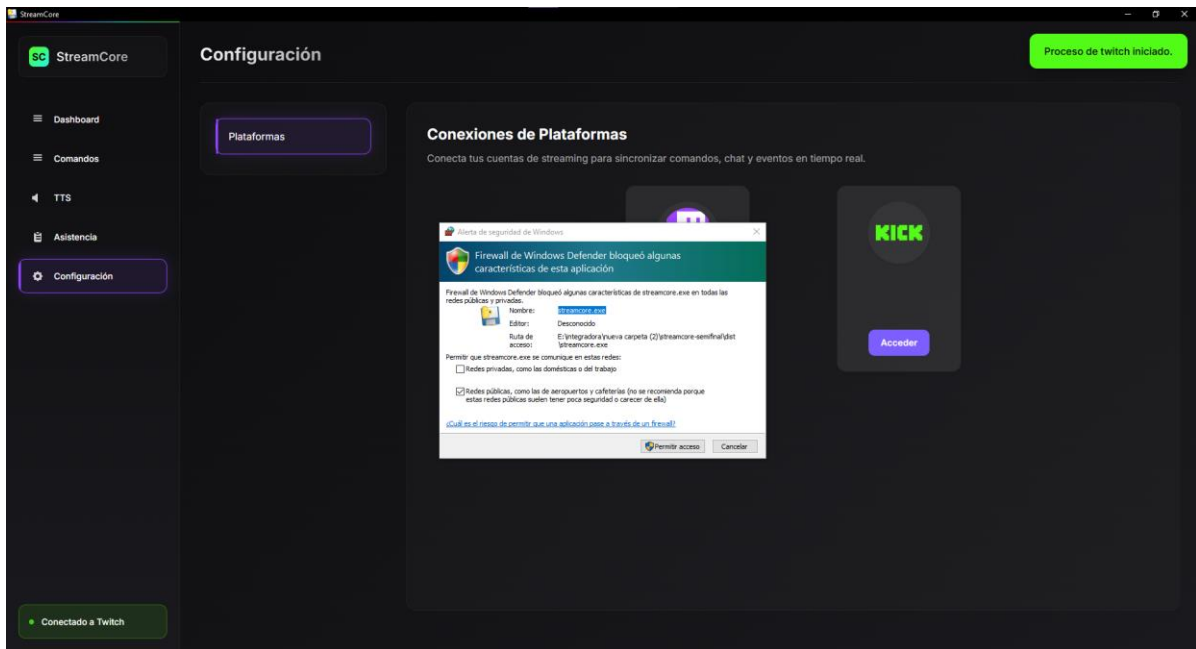 StreamCore
SC StreamCore
Configuración
Proceso de twitch iniciado.
Dashboard
Comandos
TTS
Asistencia
Configuración
Plataformas
Conexiones de Plataformas
Conecta tus cuentas de streaming para sincronizar comandos, chat y eventos en tiempo real.
KICK
Acceder
Alerta de seguridad de Windows
Firewall de Windows Defender bloqueó algunas
características de esta aplicación
Firewall de Windows Defender bloqueó algunas características de streamcore.exe en todas las
redes públicas y privadas.
Nombre: streamcore.exe
Editor: Desconocido
Ruta de acceso: E:\integradora\nueva carpeta (2)\streamcore-semifinal\dist
\streamcore.exe
Permitir que streamcore.exe se comunique en estas redes:
Redes privadas, como las domésticas o del trabajo
Redes públicas, como las de aeropuertos y cafeterías (no se recomienda porque
estas redes públicas suelen tener poca seguridad o carecer de ella)
¿Cuál es el riesgo de permitir que una aplicación pase a través de un firewall?
Permitir acceso
Cancelar
Conectado a Twitch